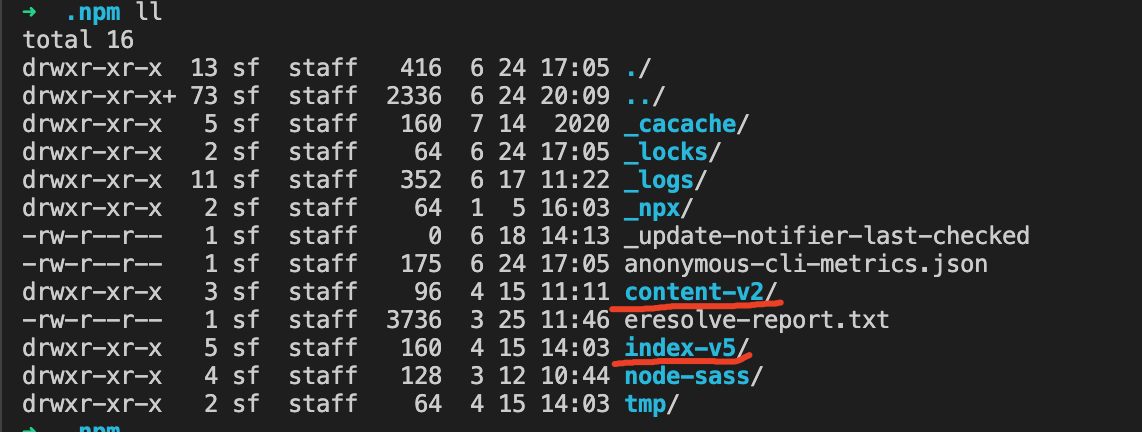 ➜  .npm ll
total 16
drwxr-xr-x  13 sf  staff   416  6 24 17:05 ./
drwxr-xr-x+ 73 sf  staff  2336  6 24 20:09 ../
drwxr-xr-x   5 sf  staff   160  7 14  2020 _cacache/
drwxr-xr-x   2 sf  staff    64  6 24 17:05 _locks/
drwxr-xr-x  11 sf  staff   352  6 17 11:22 _logs/
drwxr-xr-x   2 sf  staff    64  1  5 16:03 _npx/
-rw-r--r--   1 sf  staff     0  6 18 14:13 _update-notifier-last-checked
-rw-r--r--   1 sf  staff   175  6 24 17:05 anonymous-cli-metrics.json
drwxr-xr-x   3 sf  staff    96  4 15 11:11 content-v2/
-rw-r--r--   1 sf  staff  3736  3 25 11:46 eresolve-report.txt
drwxr-xr-x   5 sf  staff   160  4 15 14:03 index-v5/
drwxr-xr-x   4 sf  staff   128  3 12 10:44 node-sass/
drwxr-xr-x   2 sf  staff    64  4 15 14:03 tmp/
➜  .npm